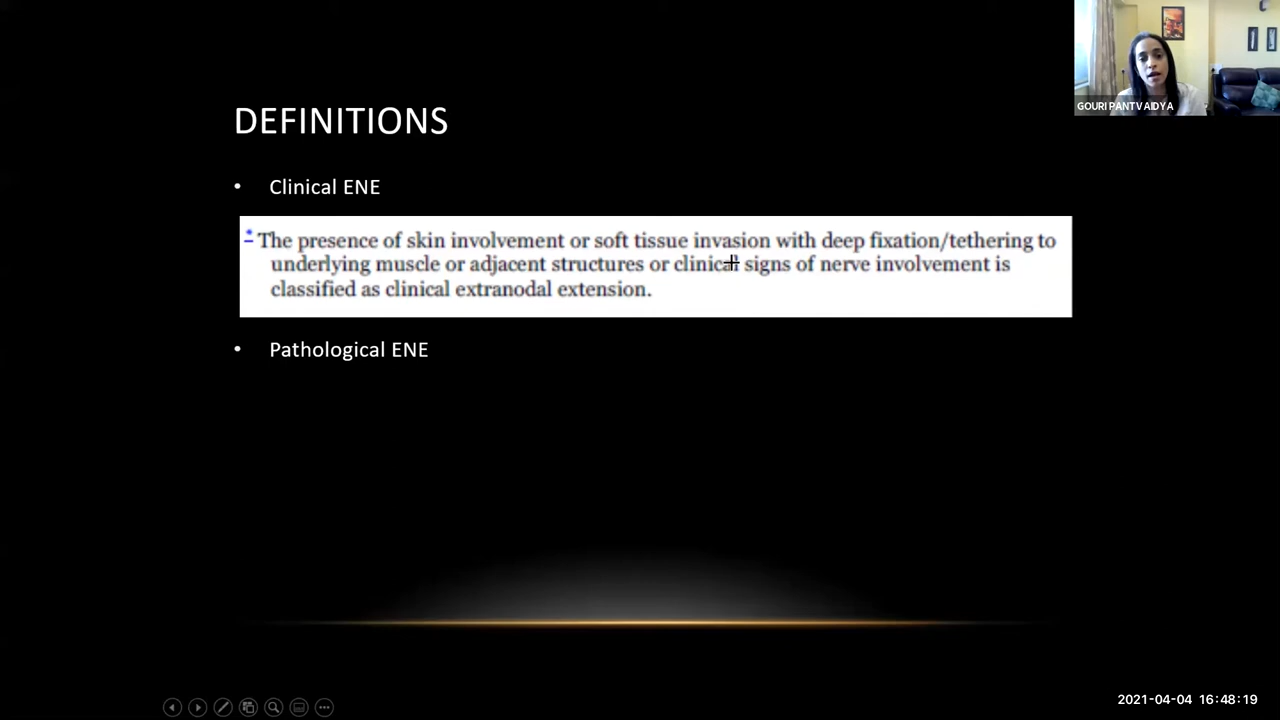 GOURI PANTVAIDYA
DEFINITIONS
• Clinical ENE
* The presence of skin involvement or soft tissue invasion with deep fixation/tethering to
underlying muscle or adjacent structures or clinical signs of nerve involvement is
classified as clinical extranodal extension.
• Pathological ENE
2021-04-04 16:48:19